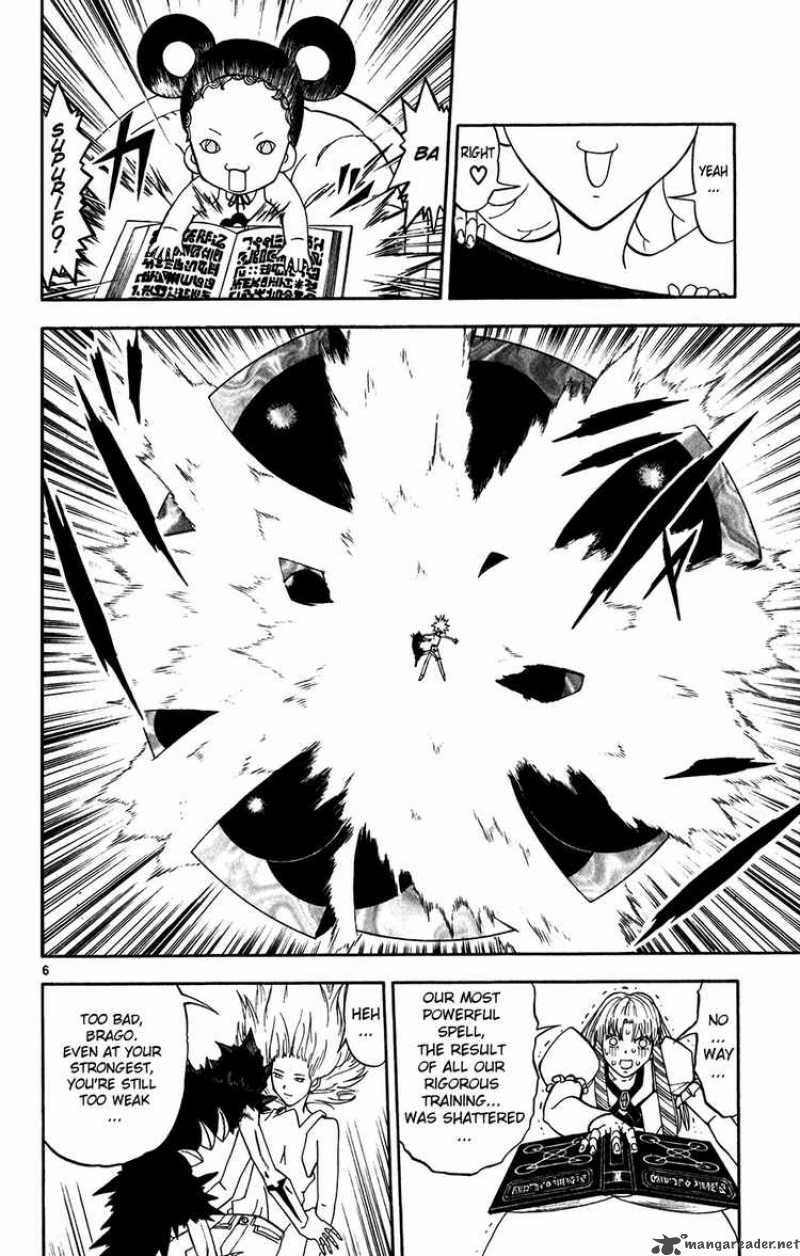 YEAH
...
RIGHT
♡
BA
SUPURIFO!
6
NO
...
WAY
...
OUR MOST
POWERFUL
SPELL,
THE RESULT
OF ALL OUR
RIGOROUS
TRAINING...
WAS SHATTERED
...
HEH
...
TOO BAD,
BRAGO.
EVEN AT YOUR
STRONGEST,
YOU'RE STILL
TOO WEAK
...
mangareader.net